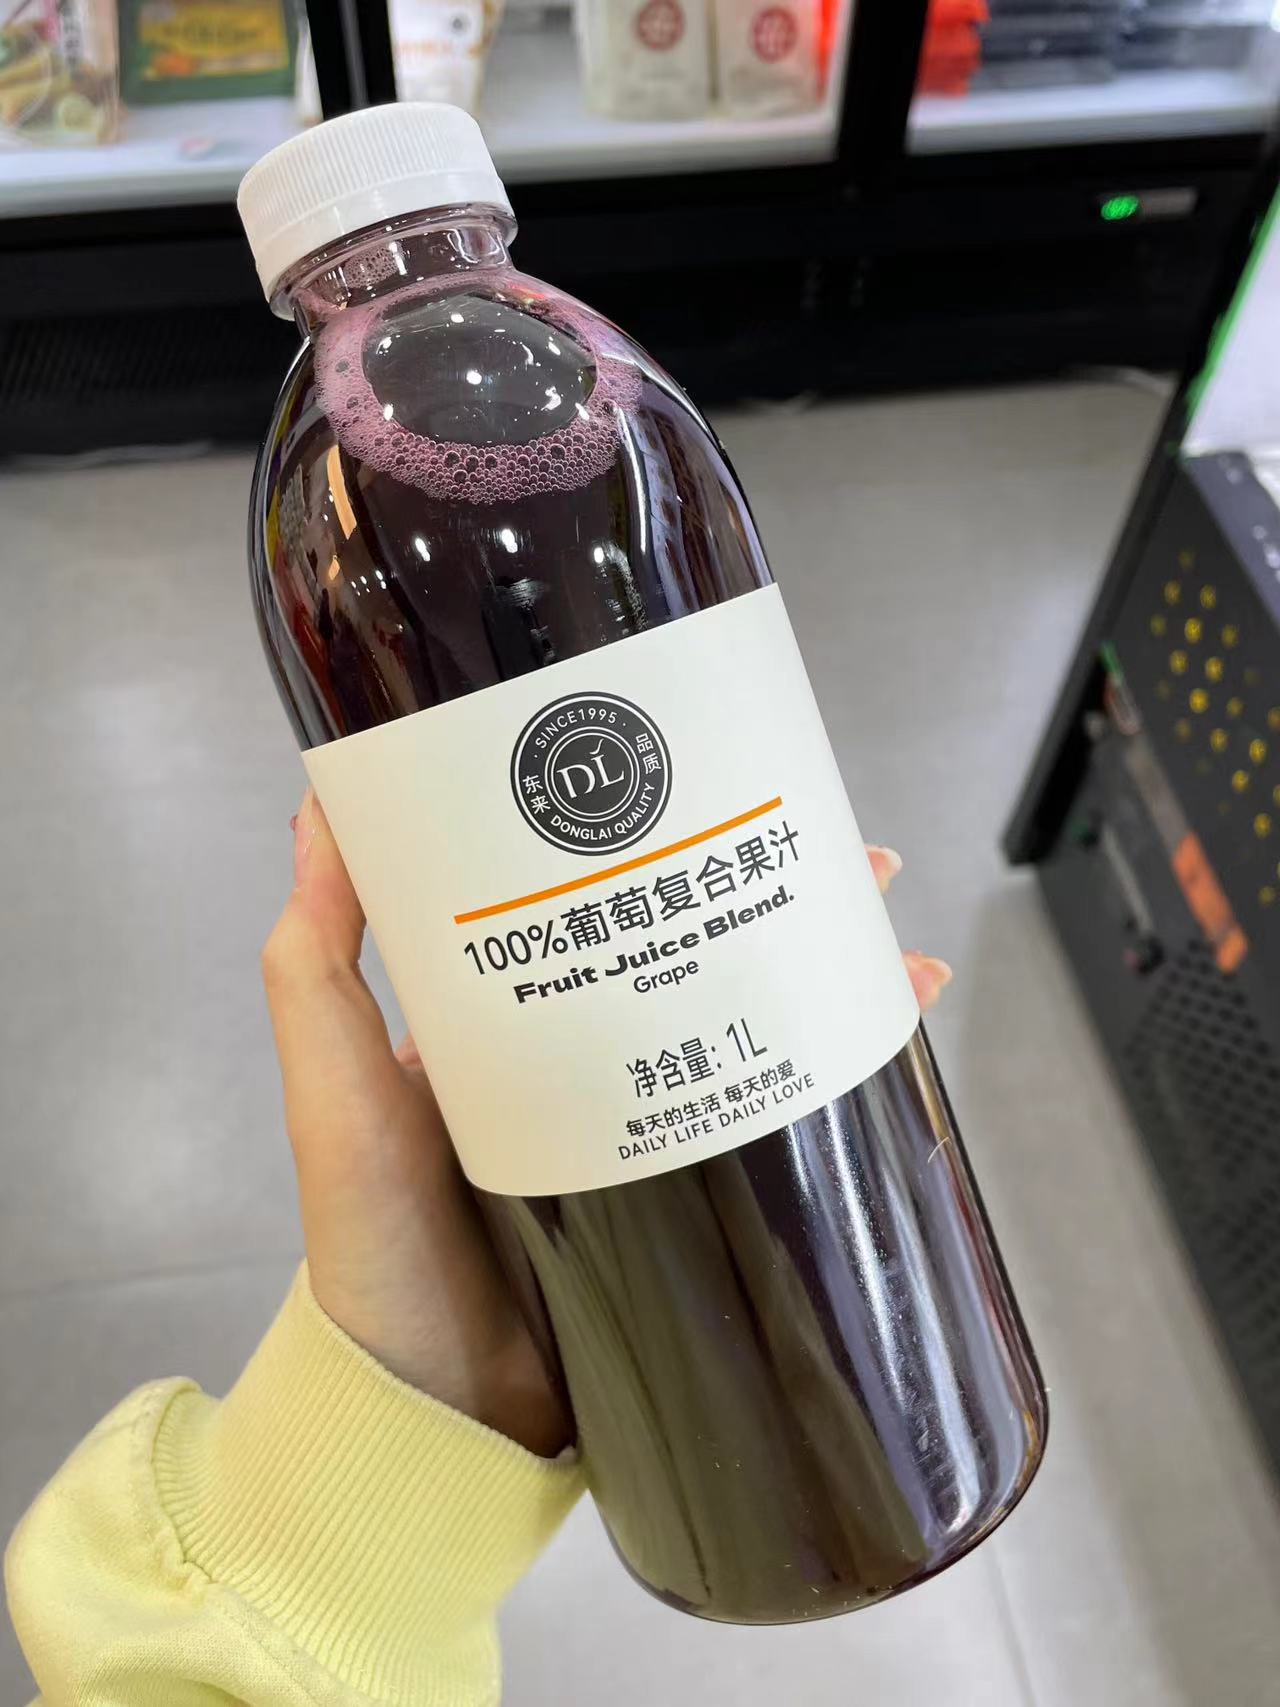 SINCE1995
东来
品质
DL
DONGLAI QUALITY
100%葡萄复合果汁
Fruit Juice Blend.
Grape
净含量: 1L
每天的生活 每天的爱
DAILY LIFE DAILY LOVE